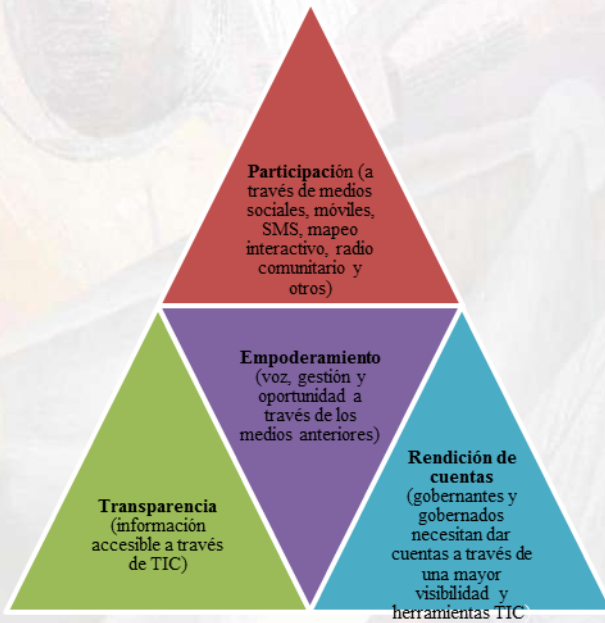 Participación (a
través de medios
sociales, móviles,
SMS, mapeo
interactivo, radio
comunitario y
otros)
Empoderamiento
(voz, gestión y
oportunidad a
través de los
medios anteriores)
Transparencia
(información
accesible a través
de TIC)
Rendición de
cuentas
(gobernantes y
gobernados
necesitan dar
cuentas a través de
una mayor
visibilidad y
herramientas TIC